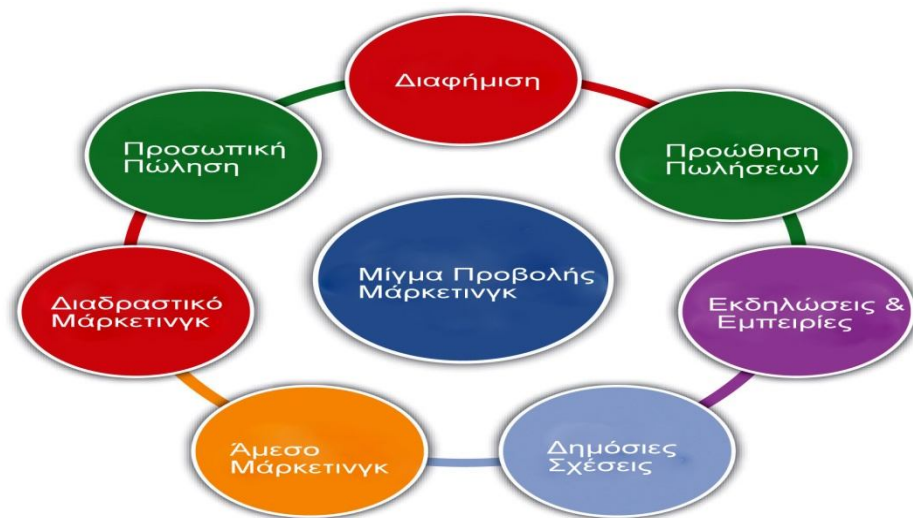 Διαφήμιση
Προώθηση
Πωλήσεων
Εκδηλώσεις &
Εμπειρίες
Δημόσιες
Σχέσεις
Άμεσο
Μάρκετινγκ
Διαδραστικό
Μάρκετινγκ
Προσωπική
Πώληση
Μίγμα Προβολής
Μάρκετινγκ